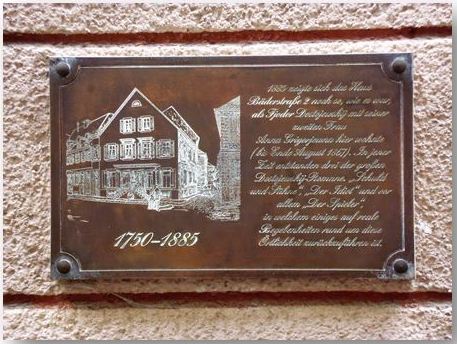 1885 zeigte sich das Haus
Bäderstraße 2 noch so, wie es war,
als Fjodor Dostojewskij mit seiner
zweiten Frau
Anna Grigorjewna hier wohnte
(bis Ende August 1867). In jener
Zeit entstanden drei der großen
Dostojewskij-Romane, „Schuld
und Sühne“, „Der Idiot“ und vor
allem „Der Spieler“,
in welchem einiges auf reale
Begebenheiten rund um diese
Örtlichkeit zurückzuführen ist.
1750-1885